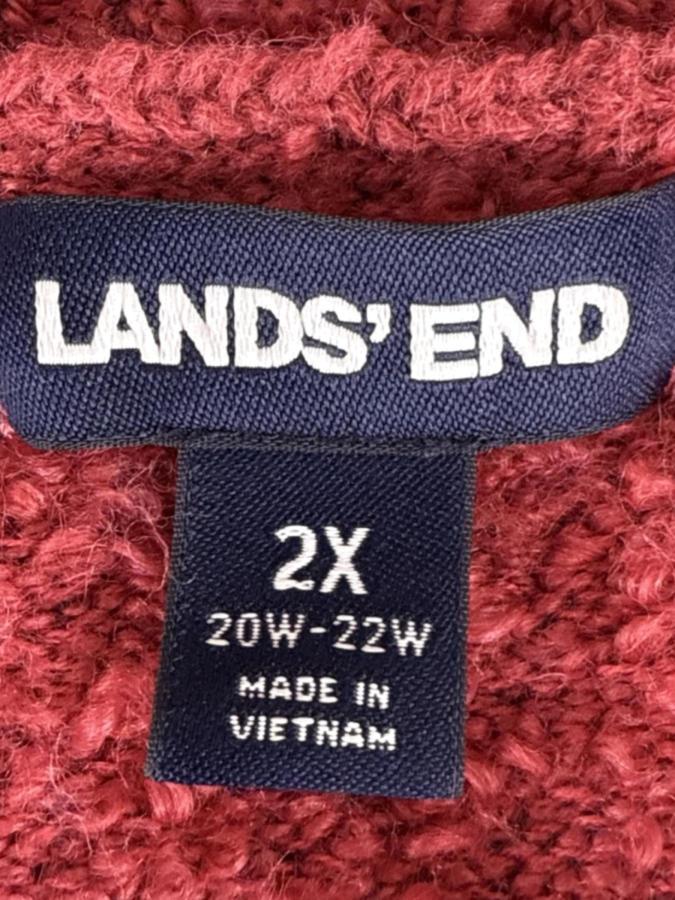 LANDS' END
2X
20W-22W
MADE IN
VIETNAM